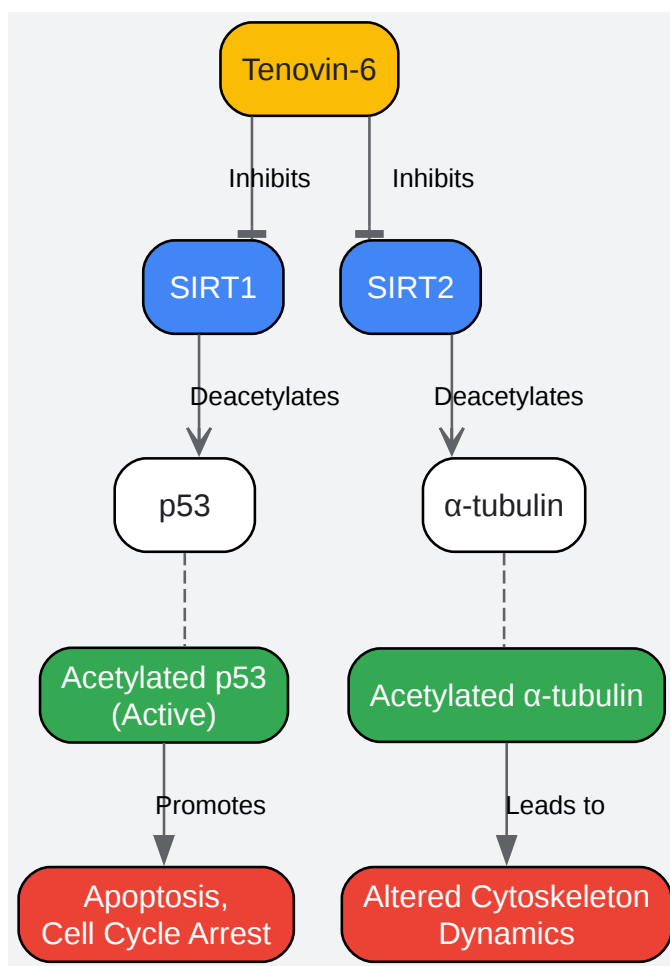 Tenovin-6
Inhibits
Inhibits
SIRT1
SIRT2
Deacetylates
Deacetylates
p53
α-tubulin
Acetylated p53
(Active)
Acetylated α-tubulin
Promotes
Leads to
Apoptosis,
Cell Cycle Arrest
Altered Cytoskeleton
Dynamics